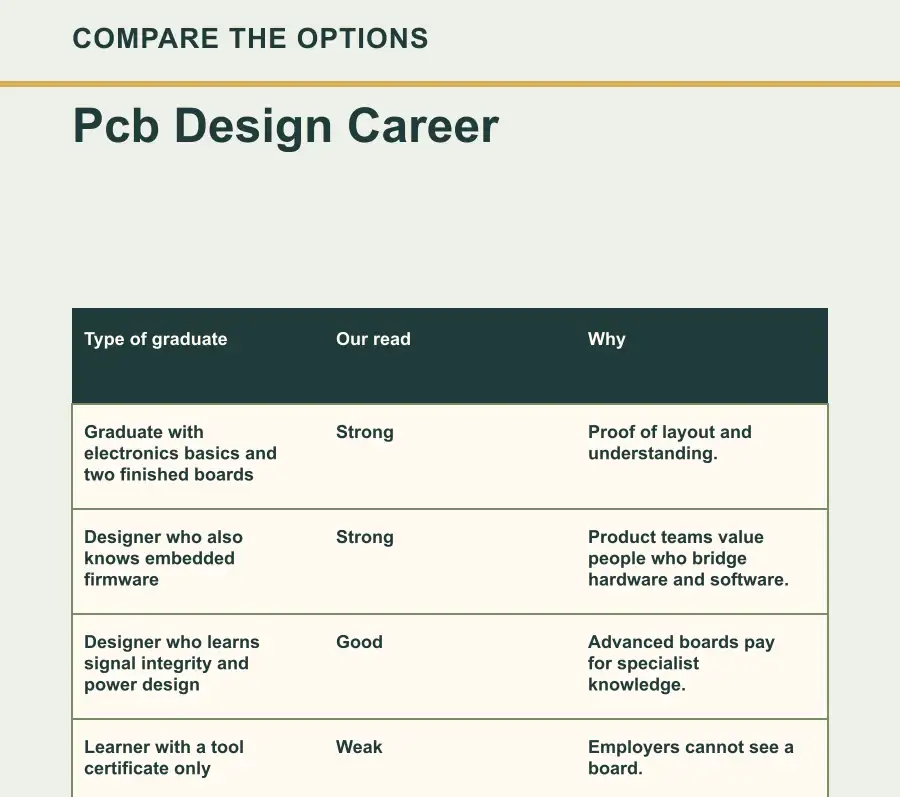 COMPARE THE OPTIONS
Pcb Design Career
Type of graduate Our read Why
Graduate with
electronics basics and
two finished boards
Strong
Proof of layout and
understanding.
Designer who also
knows embedded
firmware
Strong
Product teams value
people who bridge
hardware and software.
Designer who learns
signal integrity and
power design
Good
Advanced boards pay
for specialist
knowledge.
Learner with a tool
certificate only
Weak
Employers cannot see a
board.